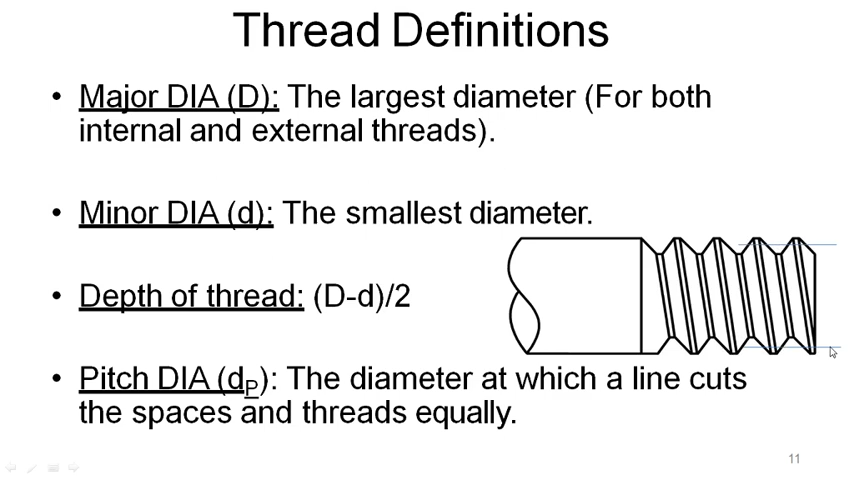 Thread Definitions
• Major DIA (D): The largest diameter (For both
internal and external threads).
• Minor DIA (d): The smallest diameter.
• Depth of thread: (D-d)/2
• Pitch DIA (dP): The diameter at which a line cuts
the spaces and threads equally.
11